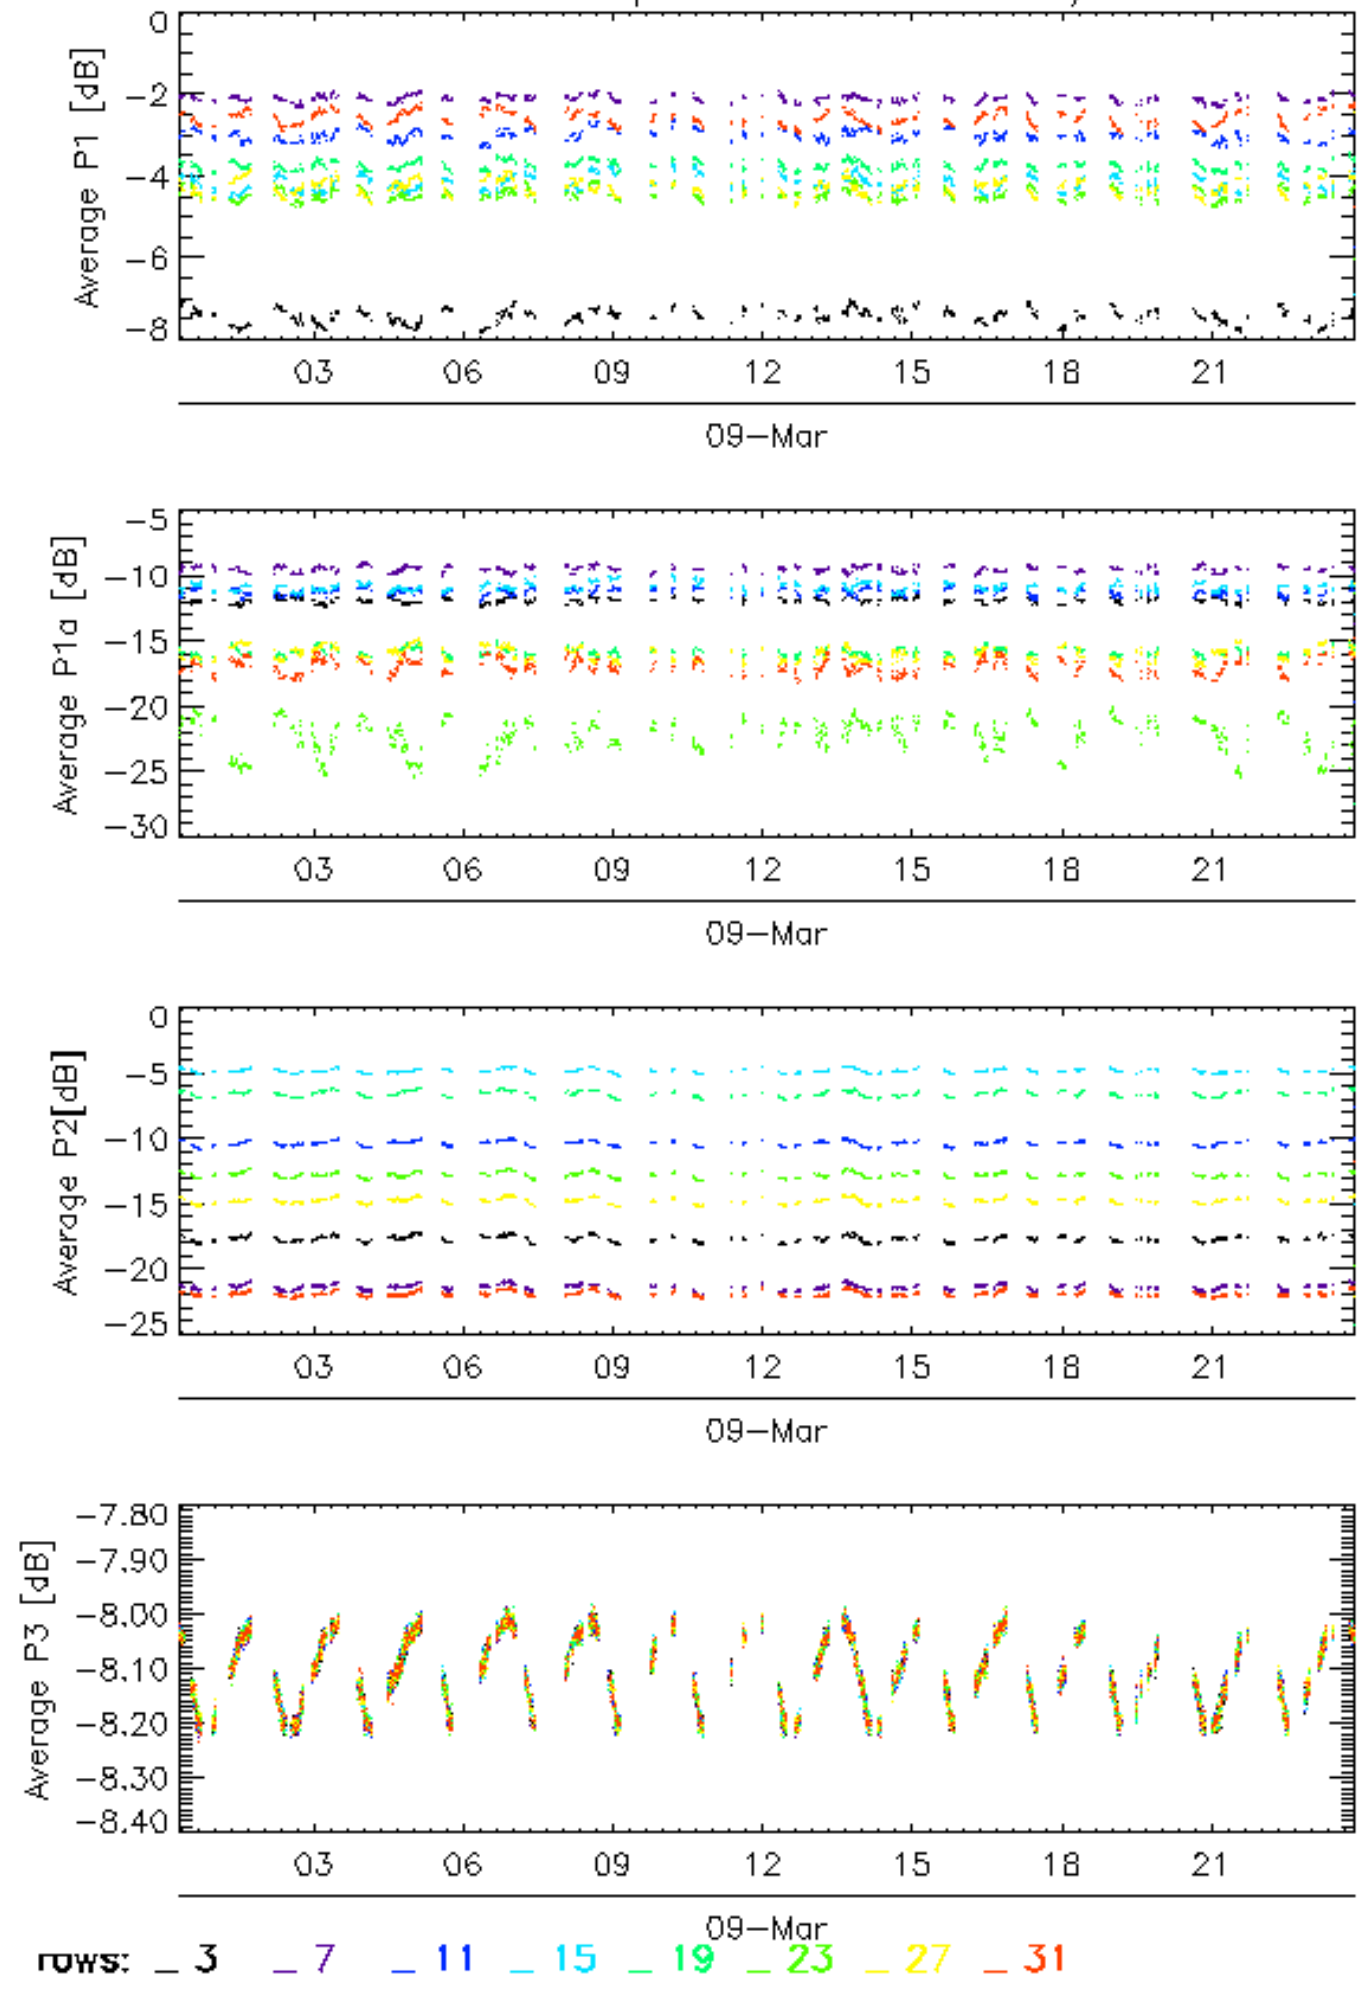 0
−2
−4
−6
−8
Average P1 [dB]
03 06 09 12 15 18 21
09−Mar
−5
−10
−15
−20
−25
−30
Average P1a [dB]
03 06 09 12 15 18 21
09−Mar
0
−5
−10
−15
−20
−25
Average P2[dB]
03 06 09 12 15 18 21
09−Mar
−7.80
−7.90
−8.00
−8.10
−8.20
−8.30
−8.40
Average P3 [dB]
03 06 09 12 15 18 21
09−Mar
rows: _ 3 _ 7 _ 11 _ 15 _ 19 _ 23 _ 27 _ 31